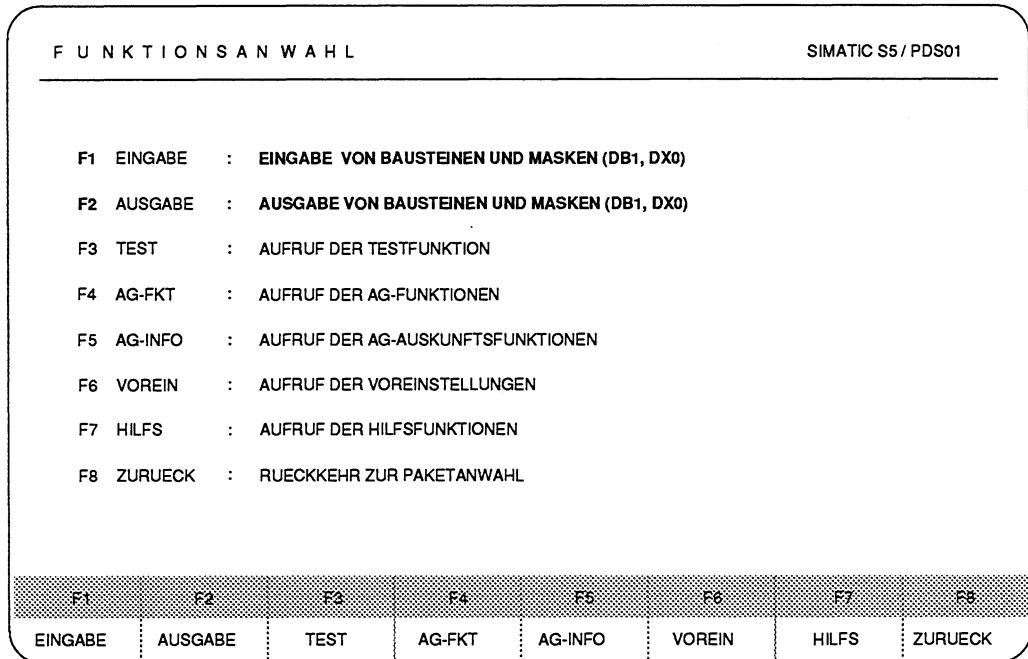 F U N K T I O N S A N W A H L SIMATIC S5 / PDS01
F1 EINGABE : EINGABE VON BAUSTEINEN UND MASKEN (DB1, DX0)
F2 AUSGABE : AUSGABE VON BAUSTEINEN UND MASKEN (DB1, DX0)
F3 TEST : AUFRUF DER TESTFUNKTION
F4 AG-FKT : AUFRUF DER AG-FUNKTIONEN
F5 AG-INFO : AUFRUF DER AG-AUSKUNFTSFUNKTIONEN
F6 VOREIN : AUFRUF DER VOREINSTELLUNGEN
F7 HILFS : AUFRUF DER HILFSFUNKTIONEN
F8 ZURUECK : RUECKKEHR ZUR PAKETANWAHL
F1 F2 F3 F4 F5 F6 F7 F8
EINGABE AUSGABE TEST AG-FKT AG-INFO VOREIN HILFS ZURUECK